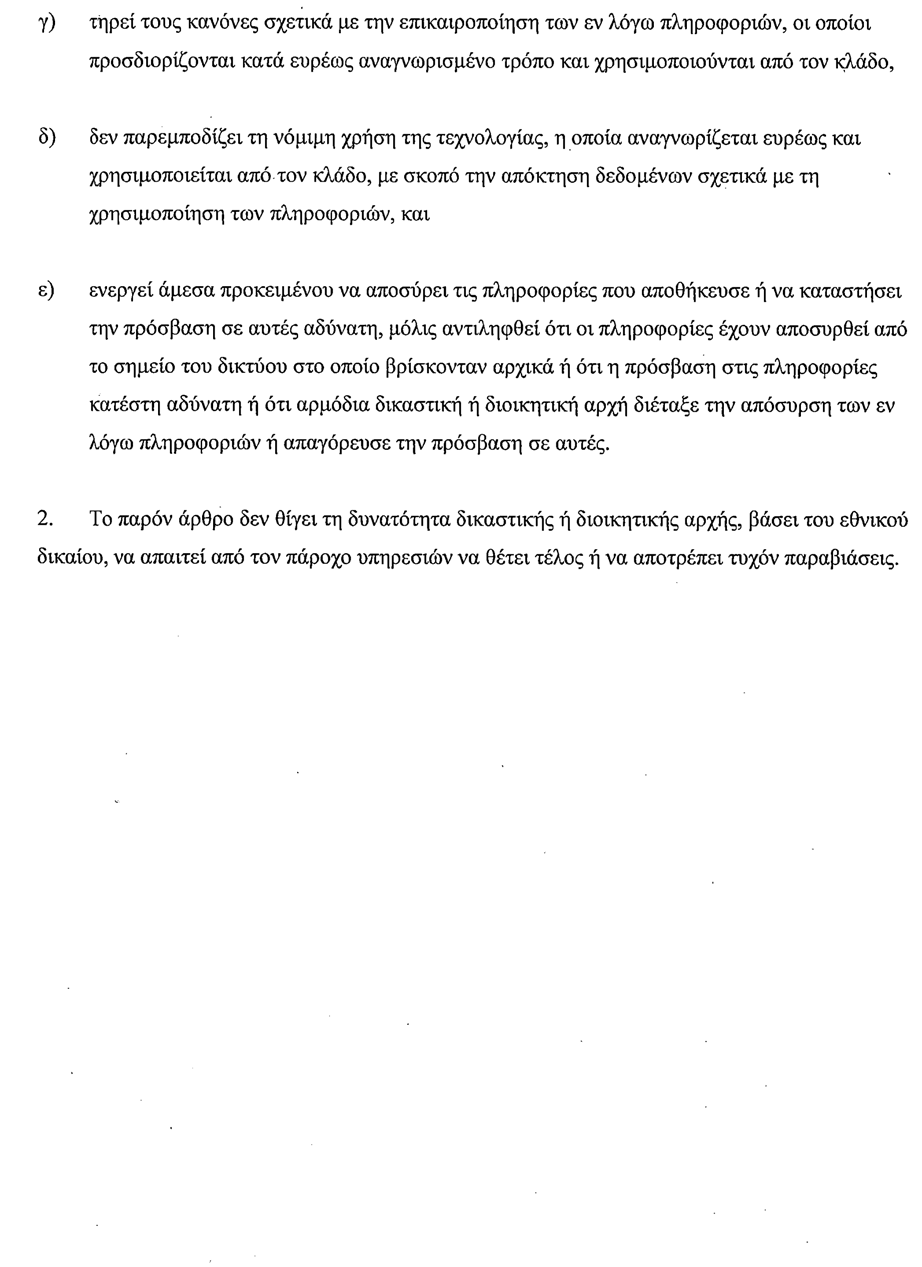 γ) τηρεί τους κανόνες σχετικά με την επικαιροποίηση των εν λόγω πληροφοριών, οι οποίοι
προσδιορίζονται κατά ευρέως αναγνωρισμένο τρόπο και χρησιμοποιούνται από τον κλάδο,
δ) δεν παρεμποδίζει τη νόμιμη χρήση της τεχνολογίας, η οποία αναγνωρίζεται ευρέως και
χρησιμοποιείται από τον κλάδο, με σκοπό την απόκτηση δεδομένων σχετικά με τη
χρησιμοποίηση των πληροφοριών, και
ε) ενεργεί άμεσα προκειμένου να αποσύρει τις πληροφορίες που αποθήκευσε ή να καταστήσει
την πρόσβαση σε αυτές αδύνατη, μόλις αντιληφθεί ότι οι πληροφορίες έχουν αποσυρθεί από
το σημείο του δικτύου στο οποίο βρίσκονταν αρχικά ή ότι η πρόσβαση στις πληροφορίες
κατέστη αδύνατη ή ότι αρμόδια δικαστική ή διοικητική αρχή διέταξε την απόσυρση των εν
λόγω πληροφοριών ή απαγόρευσε την πρόσβαση σε αυτές.
2. Το παρόν άρθρο δεν θίγει τη δυνατότητα δικαστικής ή διοικητικής αρχής, βάσει του εθνικού
δικαίου, να απαιτεί από τον πάροχο υπηρεσιών να θέτει τέλος ή να αποτρέπει τυχόν παραβιάσεις.